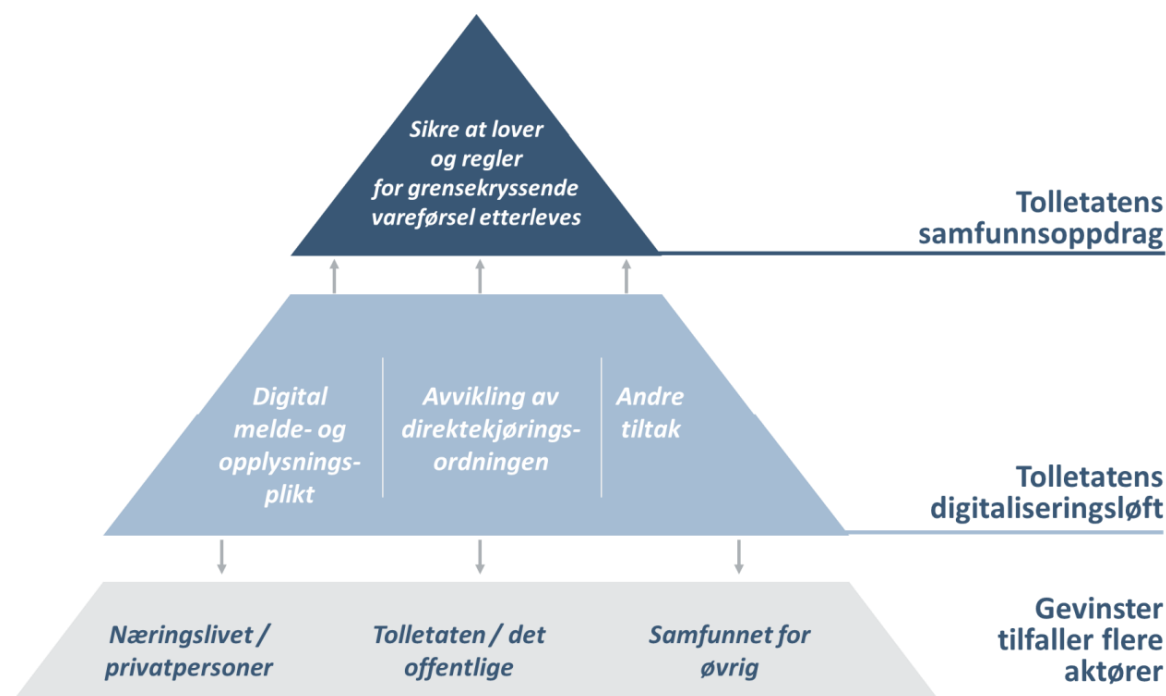 Sikre at lover
og regler
for grensekryssende
vareførsel etterleves
Tolletatens
samfunnsoppdrag
Digital
melde- og
opplysnings-
plikt
Avvikling av
direktekjørings-
ordningen
Andre
tiltak
Tolletatens
digitaliseringsløft
Næringslivet /
privatpersoner
Tolletaten / det
offentlige
Samfunnet for
øvrig
Gevinster
tilfaller flere
aktører